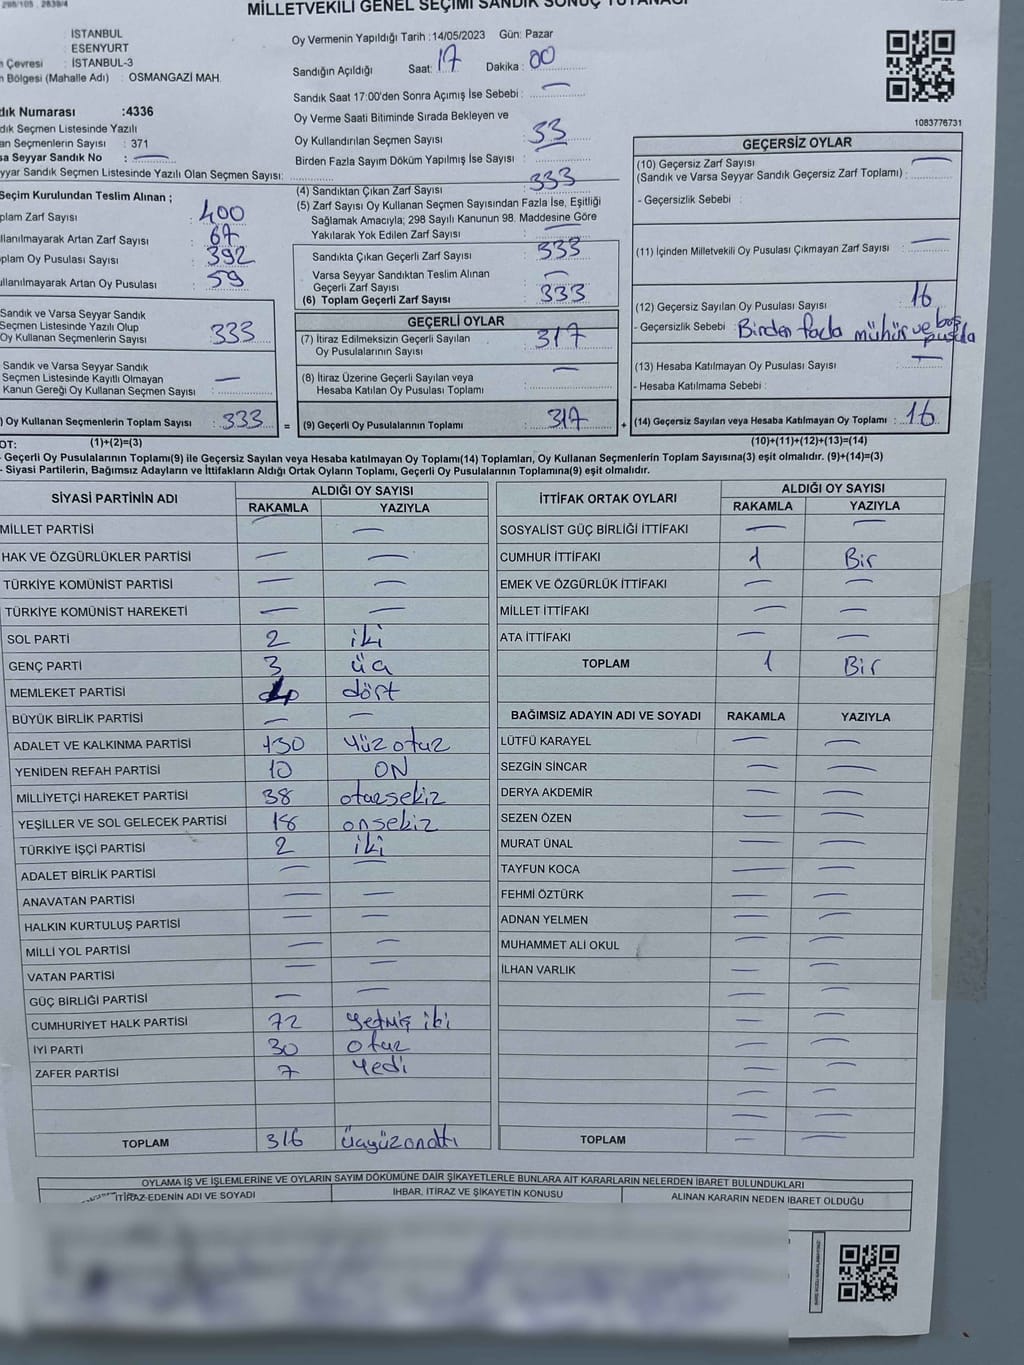 298/105 . 2839/4
MİLLETVEKİLİ GENEL SEÇİMİ SANDIK SONUÇ TUTANAĞI
İSTANBUL
ESENYURT
Çevresi : İSTANBUL-3
Bölgesi (Mahalle Adı) : OSMANGAZİ MAH.
dık Numarası :4336
dık Seçmen Listesinde Yazılı
an Seçmenlerin Sayısı : 371
sa Seyyar Sandık No : —
yyar Sandık Seçmen Listesinde Yazılı Olan Seçmen Sayısı:
Seçim Kurulundan Teslim Alınan ;
plam Zarf Sayısı : 400
llanılmayarak Artan Zarf Sayısı : 67
plam Oy Pusulası Sayısı : 392
ullanılmayarak Artan Oy Pusulası : 59
Sandık ve Varsa Seyyar Sandık
Seçmen Listesinde Yazılı Olup
Oy Kullanan Seçmenlerin Sayısı : 333
Sandık ve Varsa Seyyar Sandık
Seçmen Listesinde Kayıtlı Olmayan
Kanun Gereği Oy Kullanan Seçmen Sayısı : —
) Oy Kullanan Seçmenlerin Toplam Sayısı : 333 =
(1)+(2)=(3)
Oy Vermenin Yapıldığı Tarih :14/05/2023 Gün: Pazar
Sandığın Açıldığı Saat: 17 Dakika : 00
Sandık Saat 17:00'den Sonra Açımış İse Sebebi : —
Oy Verme Saati Bitiminde Sırada Bekleyen ve
Oy Kullandırılan Seçmen Sayısı : 33
Birden Fazla Sayım Döküm Yapılmış İse Sayısı :
(4) Sandıktan Çıkan Zarf Sayısı : 333
(5) Zarf Sayısı Oy Kullanan Seçmen Sayısından Fazla İse, Eşitliği
Sağlamak Amacıyla; 298 Sayılı Kanunun 98. Maddesine Göre
Yakılarak Yok Edilen Zarf Sayısı : —
Sandıkta Çıkan Geçerli Zarf Sayısı : 333
Varsa Seyyar Sandıktan Teslim Alınan
Geçerli Zarf Sayısı : —
(6) Toplam Geçerli Zarf Sayısı : 333
GEÇERLİ OYLAR
(7) İtiraz Edilmeksizin Geçerli Sayılan
Oy Pusulalarının Sayısı : 317
(8) İtiraz Üzerine Geçerli Sayılan veya
Hesaba Katılan Oy Pusulası Toplamı : —
(9) Geçerli Oy Pusulalarının Toplamı : 317 +
1083776731
GEÇERSİZ OYLAR
(10) Geçersiz Zarf Sayısı : —
(Sandık ve Varsa Seyyar Sandık Geçersiz Zarf Toplamı) :
- Geçersizlik Sebebi :
(11) İçinden Milletvekili Oy Pusulası Çıkmayan Zarf Sayısı : —
(12) Geçersiz Sayılan Oy Pusulası Sayısı : 16
- Geçersizlik Sebebi : Birden fazla mühür ve boş pusula
(13) Hesaba Katılmayan Oy Pusulası Sayısı : —
- Hesaba Katılmama Sebebi :
(14) Geçersiz Sayılan veya Hesaba Katılmayan Oy Toplamı : 16
(10)+(11)+(12)+(13)=(14)
OT:
- Geçerli Oy Pusulalarının Toplamı(9) ile Geçersiz Sayılan veya Hesaba katılmayan Oy Toplamı(14) Toplamları, Oy Kullanan Seçmenlerin Toplam Sayısına(3) eşit olmalıdır. (9)+(14)=(3)
- Siyasi Partilerin, Bağımsız Adayların ve İttifakların Aldığı Ortak Oyların Toplamı, Geçerli Oy Pusulalarının Toplamına(9) eşit olmalıdır.
SİYASİ PARTİNİN ADI ALDIĞI OY SAYISI
RAKAMLA YAZIYLA
MİLLET PARTİSİ — —
HAK VE ÖZGÜRLÜKLER PARTİSİ — —
TÜRKİYE KOMÜNİST PARTİSİ — —
TÜRKİYE KOMÜNİST HAREKETİ — —
SOL PARTİ 2 iki
GENÇ PARTİ 3 üç
MEMLEKET PARTİSİ 4 dört
BÜYÜK BİRLİK PARTİSİ — —
ADALET VE KALKINMA PARTİSİ 130 yüz otuz
YENİDEN REFAH PARTİSİ 10 ON
MİLLİYETÇİ HAREKET PARTİSİ 38 otuzsekiz
YEŞİLLER VE SOL GELECEK PARTİSİ 18 onsekiz
TÜRKİYE İŞÇİ PARTİSİ 2 iki
ADALET BİRLİK PARTİSİ — —
ANAVATAN PARTİSİ — —
HALKIN KURTULUŞ PARTİSİ — —
MİLLİ YOL PARTİSİ — —
VATAN PARTİSİ — —
GÜÇ BİRLİĞİ PARTİSİ — —
CUMHURİYET HALK PARTİSİ 72 yetmiş iki
İYİ PARTİ 30 otuz
ZAFER PARTİSİ 7 yedi
TOPLAM 316 üçyüzonaltı
İTTİFAK ORTAK OYLARI ALDIĞI OY SAYISI
RAKAMLA YAZIYLA
SOSYALİST GÜÇ BİRLİĞİ İTTİFAKI — —
CUMHUR İTTİFAKI 1 Bir
EMEK VE ÖZGÜRLÜK İTTİFAKI — —
MİLLET İTTİFAKI — —
ATA İTTİFAKI — —
TOPLAM 1 Bir
BAĞIMSIZ ADAYIN ADI VE SOYADI RAKAMLA YAZIYLA
LÜTFÜ KARAYEL — —
SEZGİN SİNCAR — —
DERYA AKDEMİR — —
SEZEN ÖZEN — —
MURAT ÜNAL — —
TAYFUN KOCA — —
FEHMİ ÖZTÜRK — —
ADNAN YELMEN — —
MUHAMMET ALİ OKUL — —
İLHAN VARLIK — —
TOPLAM — —
OYLAMA İŞ VE İŞLEMLERİNE VE OYLARIN SAYIM DÖKÜMÜNE DAİR ŞİKAYETLERLE BUNLARA AİT KARARLARIN NELERDEN İBARET BULUNDUKLARI
İTİRAZ EDENİN ADI VE SOYADI İHBAR, İTİRAZ VE ŞİKAYETİN KONUSU ALINAN KARARIN NEDEN İBARET OLDUĞU